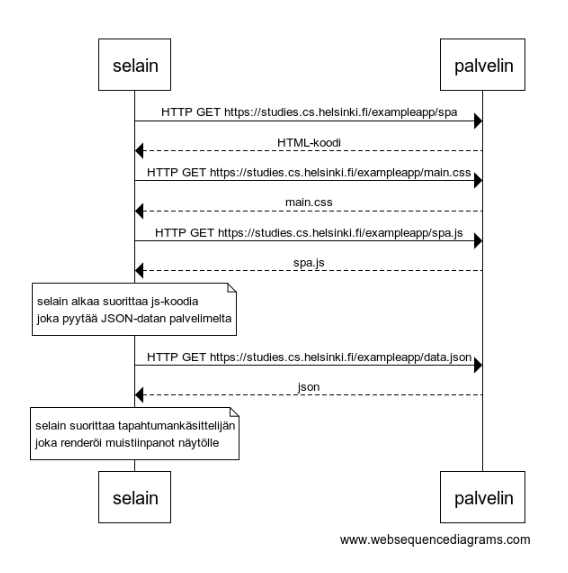 selain
palvelin
HTTP GET https://studies.cs.helsinki.fi/exampleapp/spa
HTML-koodi
HTTP GET https://studies.cs.helsinki.fi/exampleapp/main.css
main.css
HTTP GET https://studies.cs.helsinki.fi/exampleapp/spa.js
spa.js
selain alkaa suorittaa js-koodia
joka pyytää JSON-datan palvelimelta
HTTP GET https://studies.cs.helsinki.fi/exampleapp/data.json
json
selain suorittaa tapahtumankäsittelijän
joka renderöi muistiinpanot näytölle
selain
palvelin
www.websequencediagrams.com